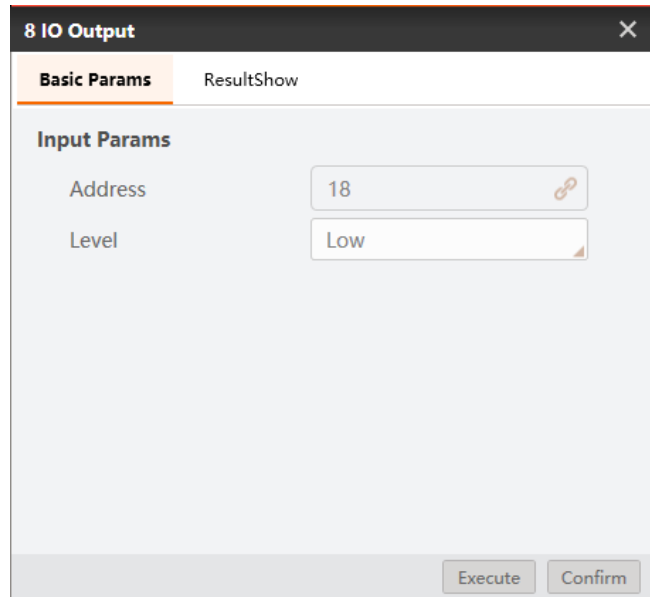 8 IO Output
Basic Params ResultShow
Input Params
Address 18
Level Low
Execute Confirm